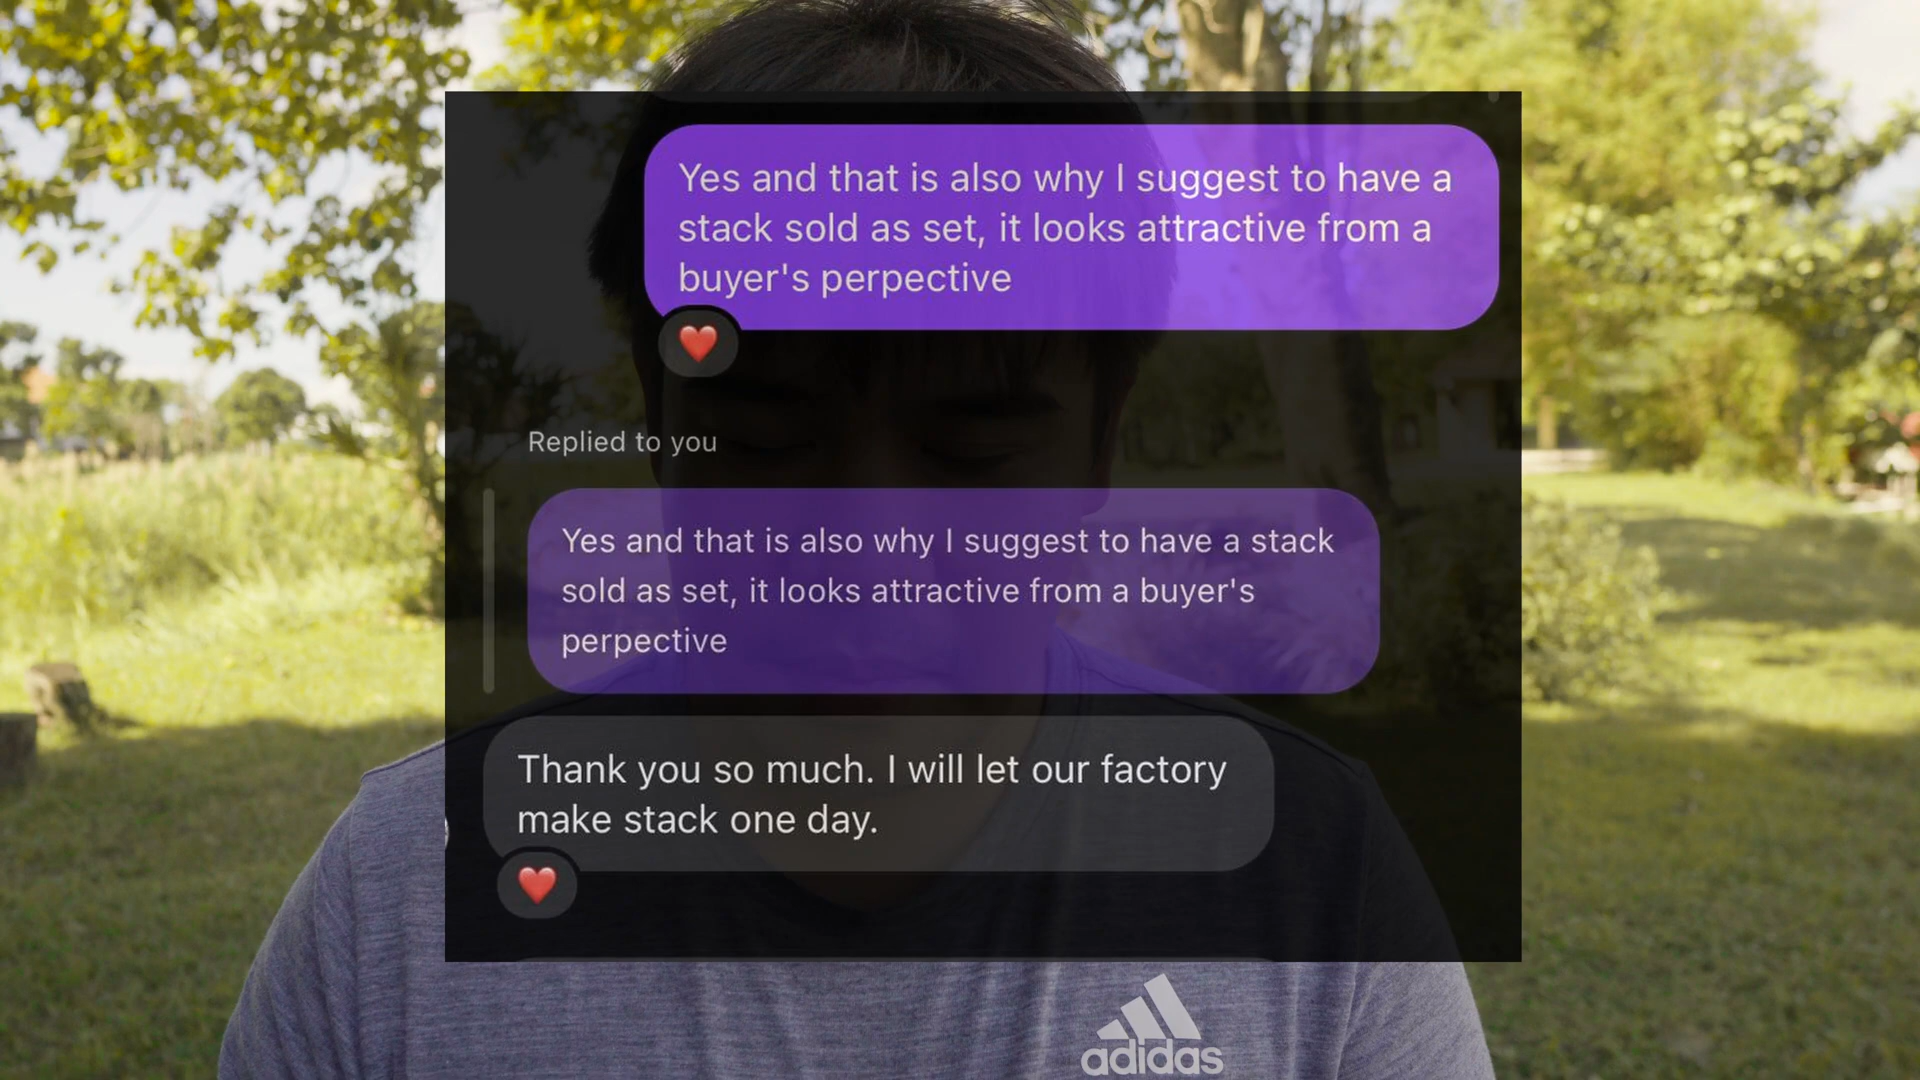 Yes and that is also why I suggest to have a
stack sold as set, it looks attractive from a
buyer's perpective
Replied to you
Yes and that is also why I suggest to have a stack
sold as set, it looks attractive from a buyer's
perpective
Thank you so much. I will let our factory
make stack one day.
adidas